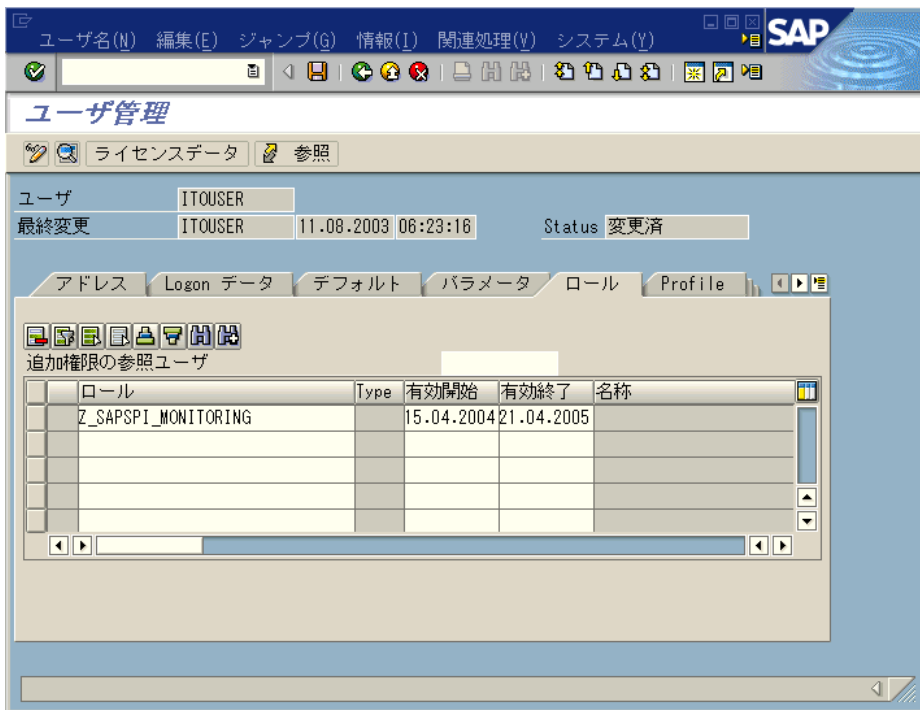 ユーザ名(N) 編集(E) ジャンプ(G) 情報(I) 関連処理(V) システム(Y) SAP
ユーザ管理
ライセンスデータ 参照
ユーザ ITOUSER
最終変更 ITOUSER 11.08.2003 06:23:16 Status 変更済
アドレス Logon データ デフォルト パラメータ ロール Profile
追加権限の参照ユーザ
ロール Type 有効開始 有効終了 名称
Z_SAPSPI_MONITORING 15.04.2004 21.04.2005